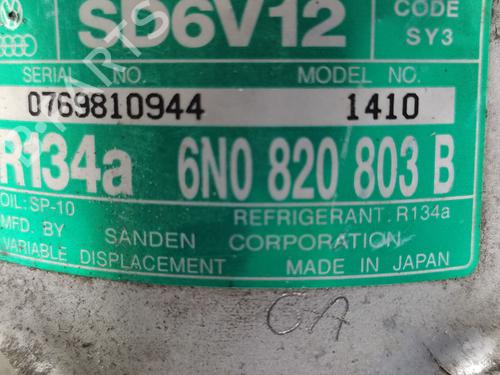 SD6V12
CODE
SY3
SERIAL NO. MODEL NO.
0769810944 1410
R134a 6N0 820 803 B
OIL:SP-10 REFRIGERANT.R134a
MFD. BY SANDEN CORPORATION
VARIABLE DISPLACEMENT MADE IN JAPAN
CA